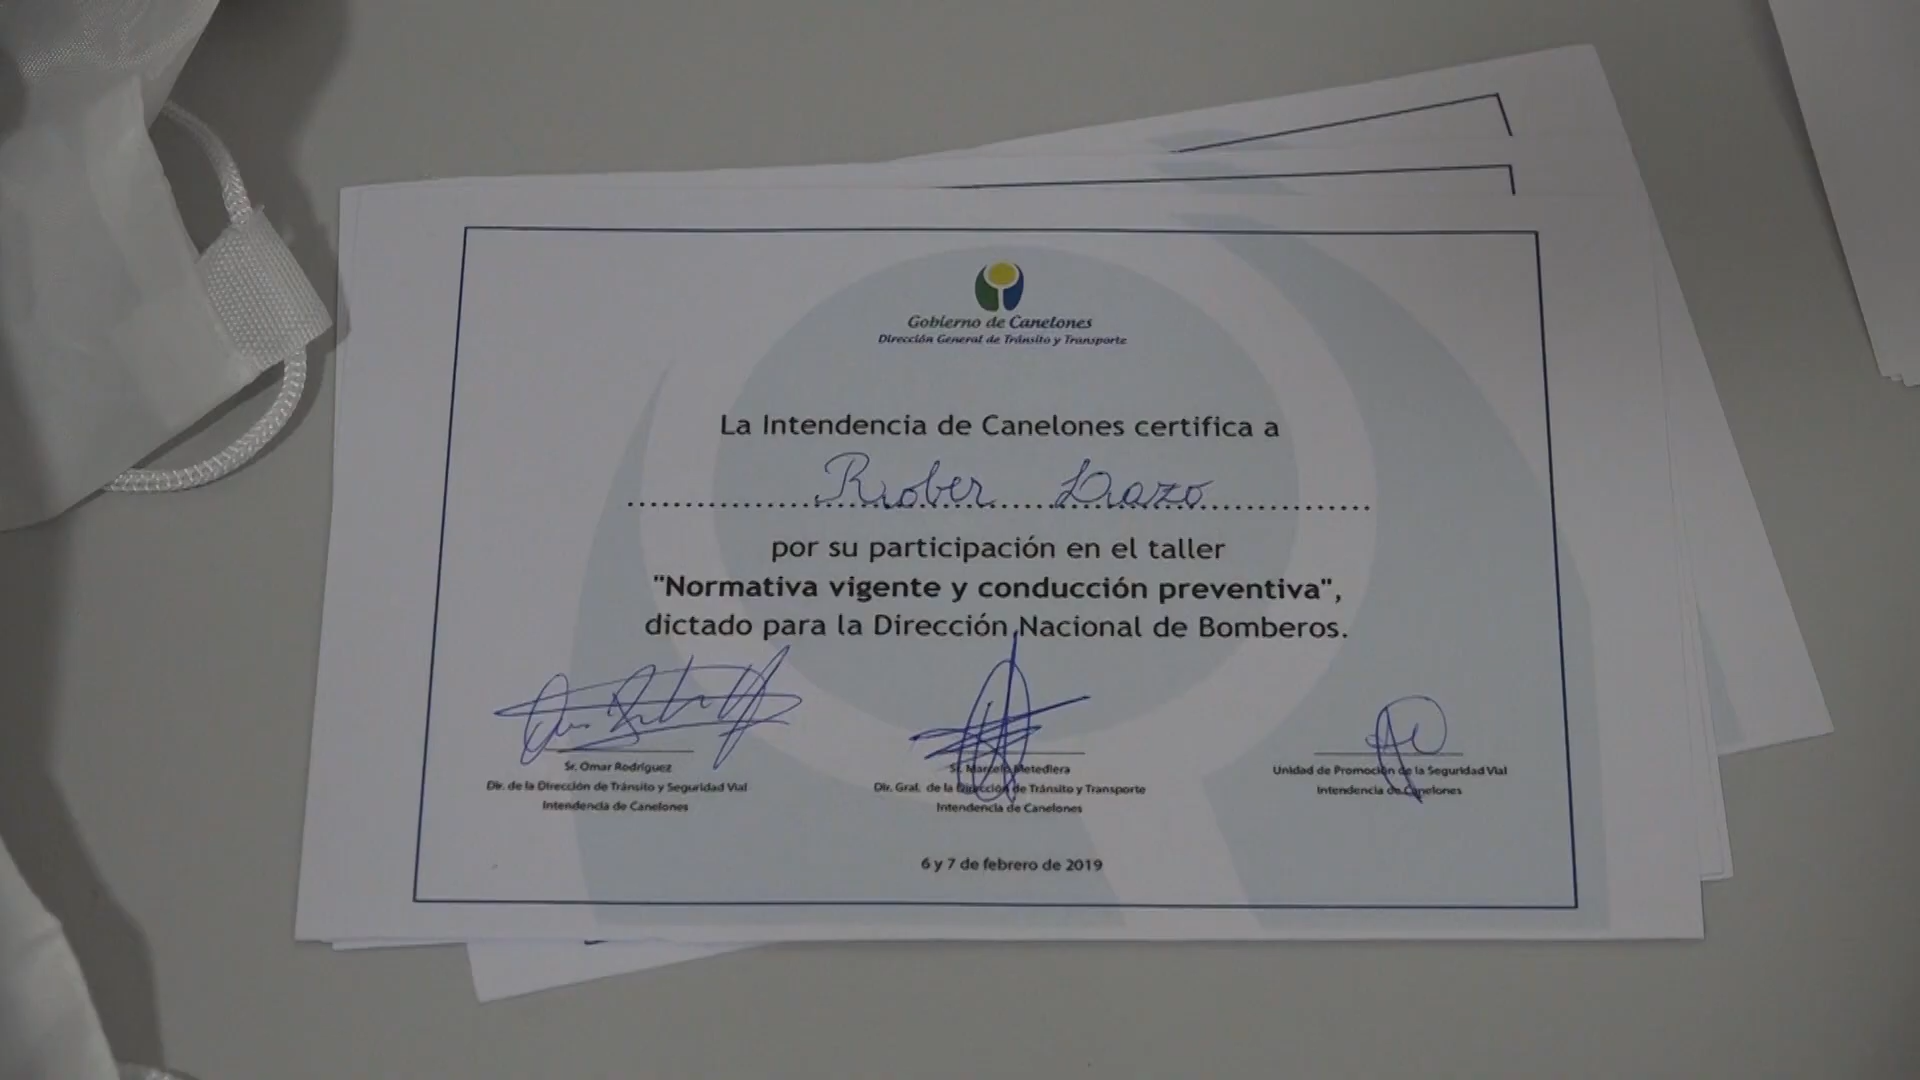 Gobierno de Canelones
Dirección General de Tránsito y Transporte
La Intendencia de Canelones certifica a
Rober Lazo
por su participación en el taller
"Normativa vigente y conducción preventiva",
dictado para la Dirección Nacional de Bomberos.
Sr. Omar Rodríguez
Dir. de la Dirección de Tránsito y Seguridad Vial
Intendencia de Canelones
Sr. Marcelo Metediera
Dir. Gral. de la Dirección de Tránsito y Transporte
Intendencia de Canelones
Unidad de Promoción de la Seguridad Vial
Intendencia de Canelones
6 y 7 de febrero de 2019